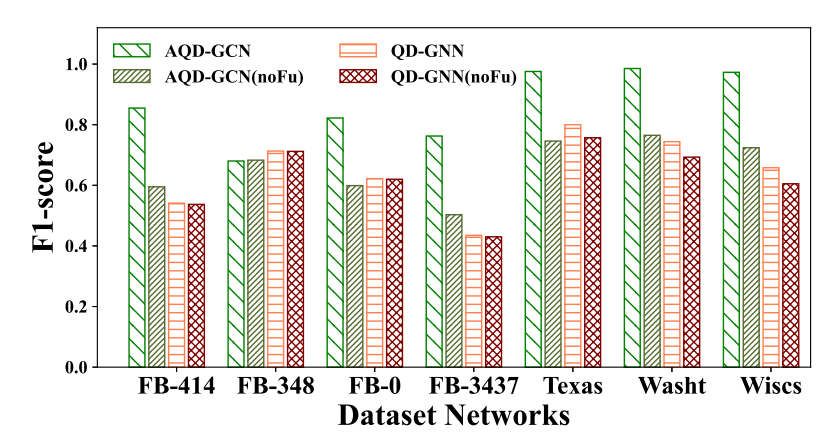 AQD-GCN
QD-GNN
AQD-GCN(noFu)
QD-GNN(noFu)
1.0
0.8
0.6
0.4
0.2
0.0
F1-score
FB-414 FB-348 FB-0 FB-3437 Texas Washt Wiscs
Dataset Networks